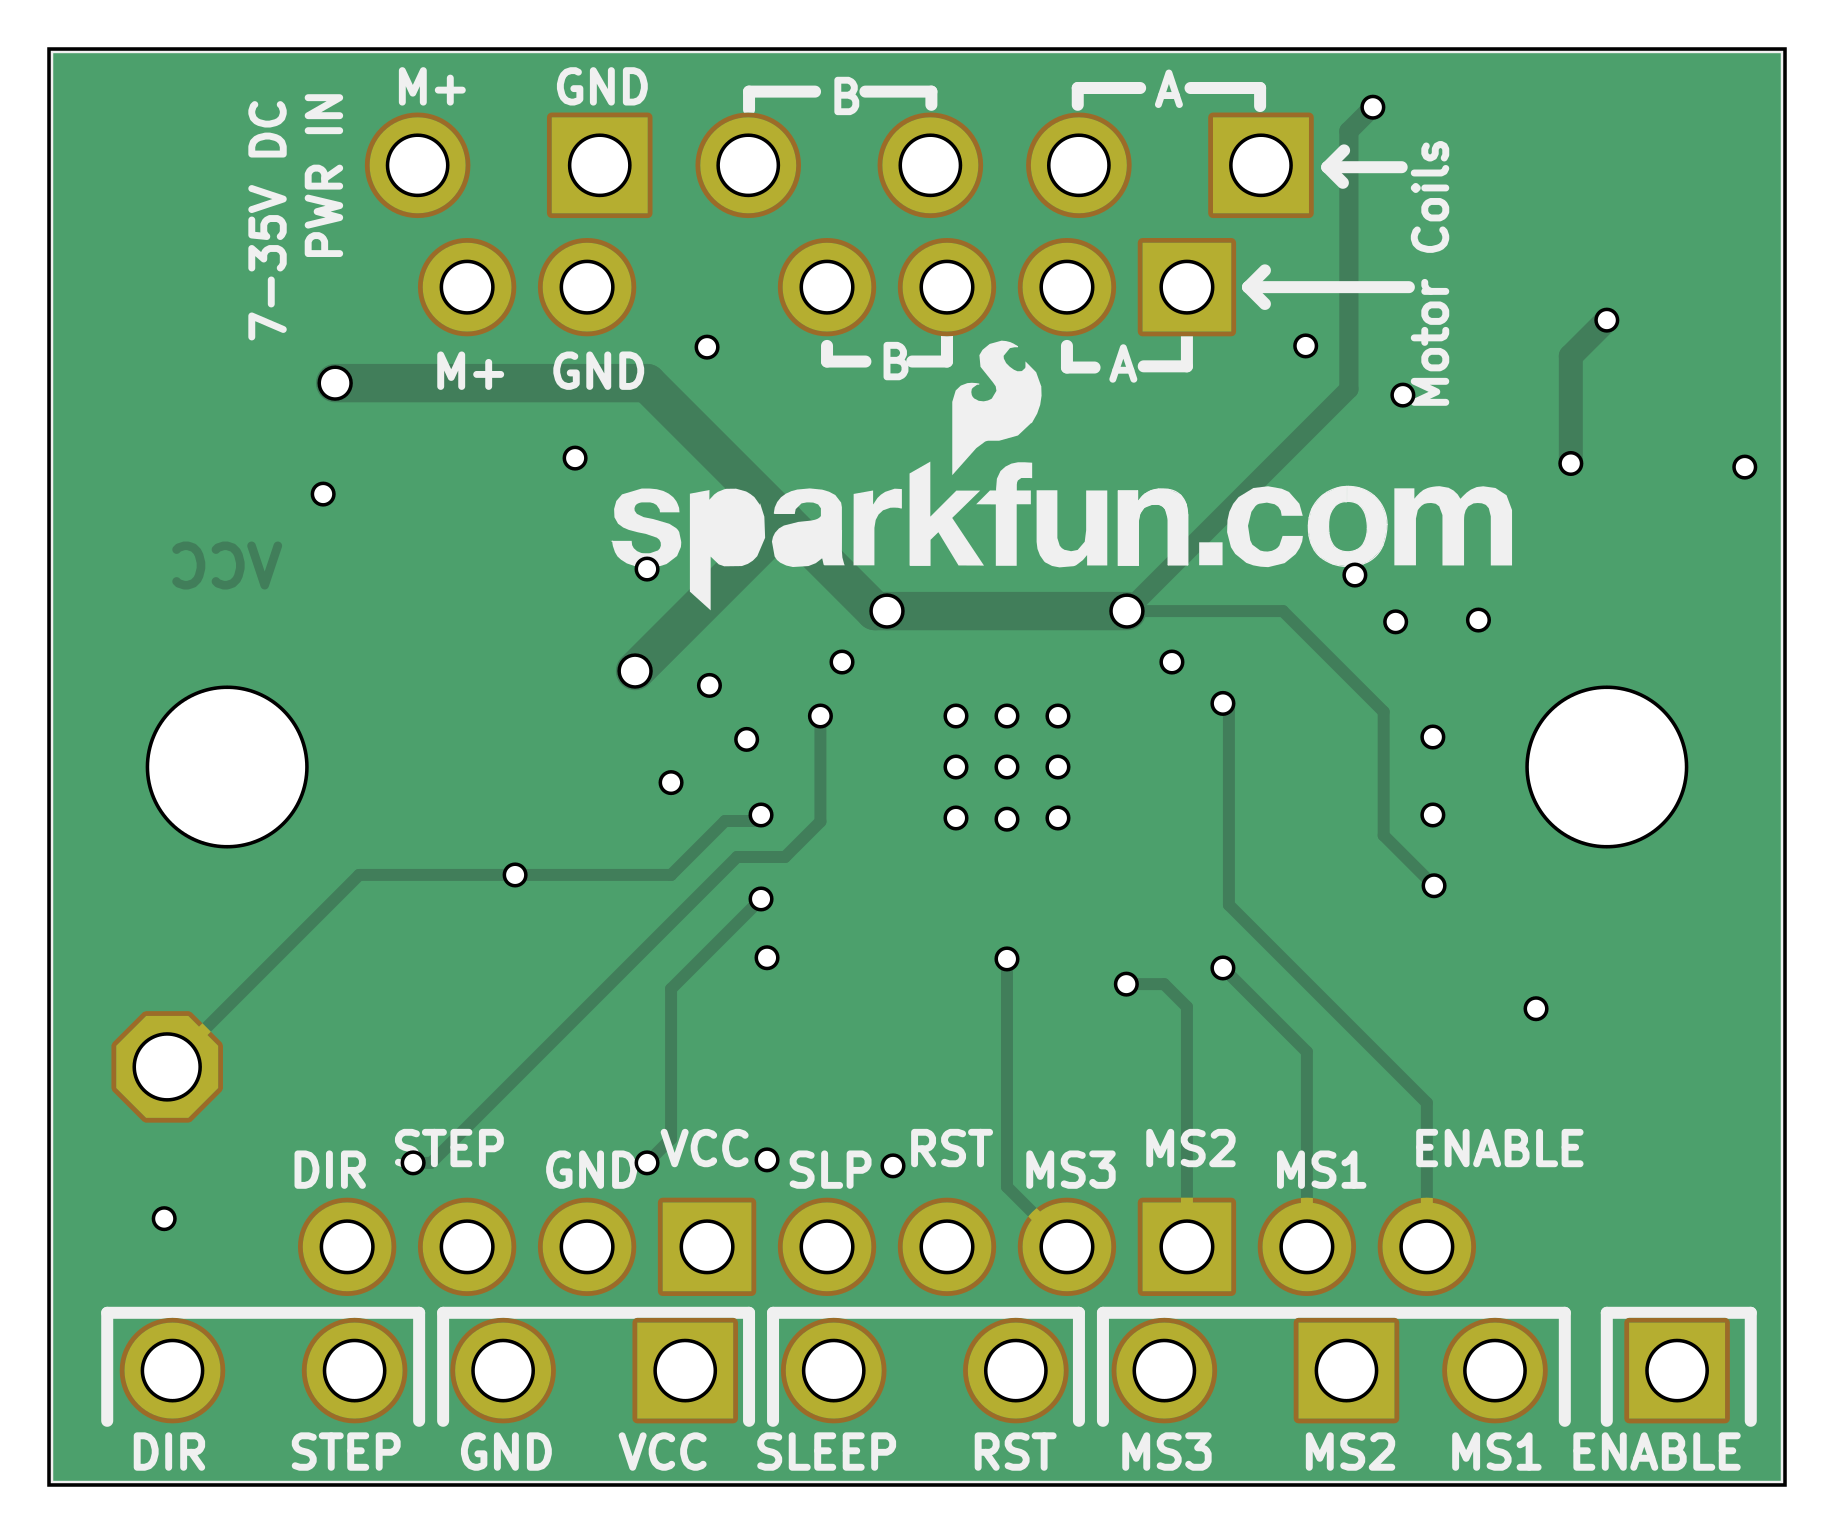 M+ GND B A
7-35V DC
PWR IN
Motor Coils
M+ GND B A
sparkfun.com
VCC
DIR STEP GND VCC SLP RST MS3 MS2 MS1 ENABLE
DIR STEP GND VCC SLEEP RST MS3 MS2 MS1 ENABLE